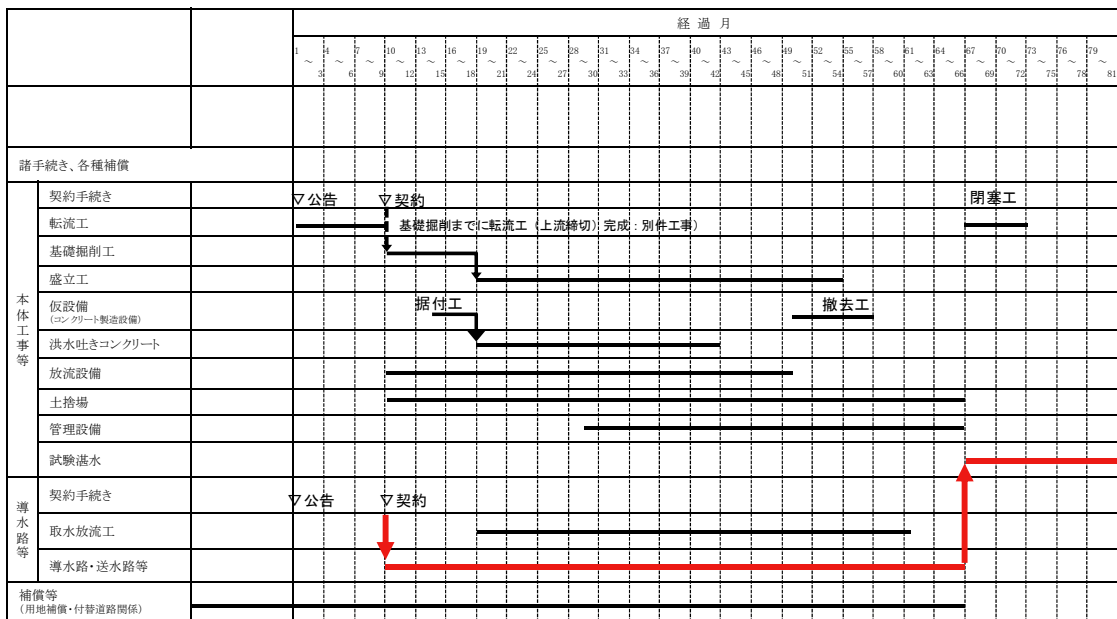 経 過 月
1 4 7 10 13 16 19 22 25 28 31 34 37 40 43 46 49 52 55 58 61 64 67 70 73 76 79
～ ～ ～ ～ ～ ～ ～ ～ ～ ～ ～ ～ ～ ～ ～ ～ ～ ～ ～ ～ ～ ～ ～ ～ ～ ～ ～
3 6 9 12 15 18 21 24 27 30 33 36 39 42 45 48 51 54 57 60 63 66 69 72 75 78 81
諸手続き、各種補償
本体工事等
契約手続き ▽公告 ▽契約 閉塞工
転流工 基礎掘削までに転流工（上流締切）完成：別件工事）
基礎掘削工
盛立工
仮設備 据付工 撤去工
(コンクリート製造設備)
洪水吐きコンクリート
放流設備
土捨場
管理設備
試験湛水
導水路等
契約手続き ▽公告 ▽契約
取水放流工
導水路・送水路等
補償等
(用地補償・付替道路関係)